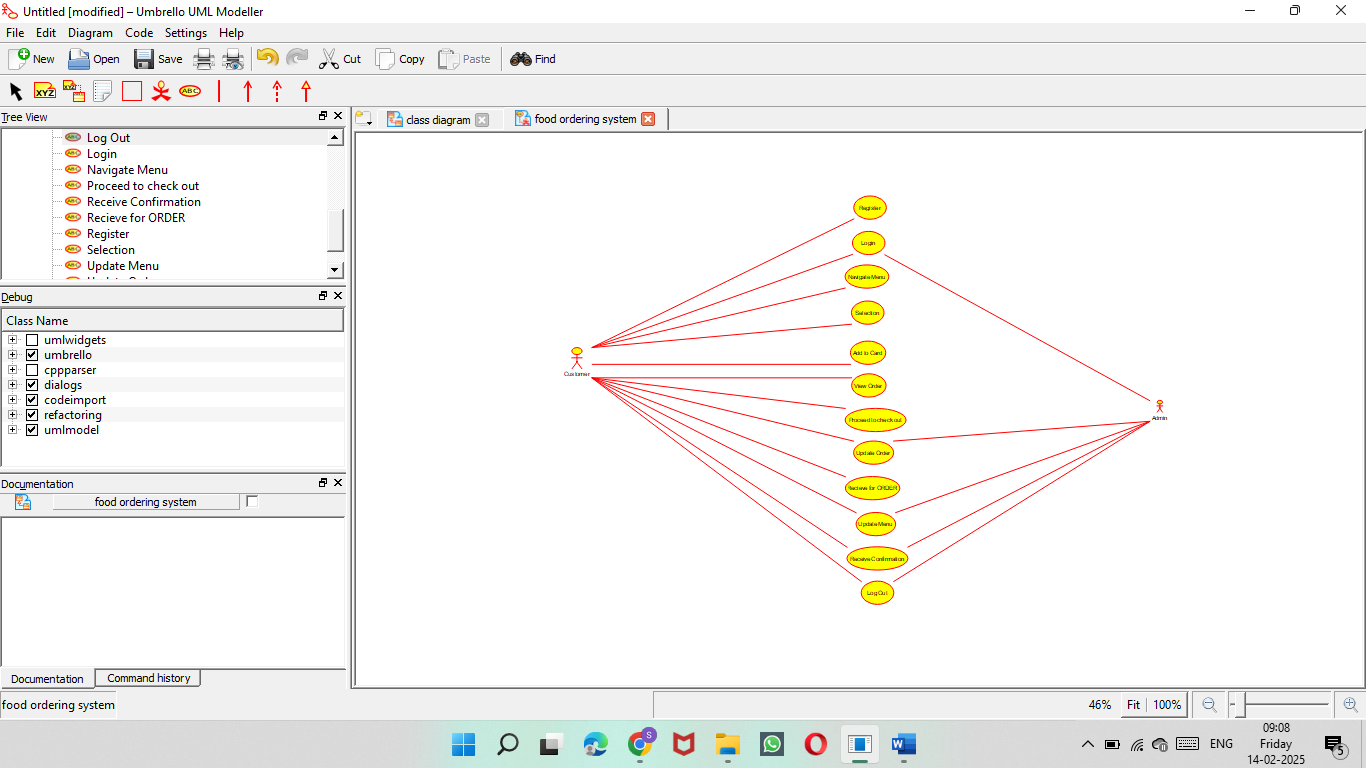 Untitled [modified] – Umbrello UML Modeller
File Edit Diagram Code Settings Help
New Open Save Cut Copy Paste Find
XYZ XYZ ABC
Tree View
class diagram food ordering system
Log Out
Login
Navigate Menu
Proceed to check out
Receive Confirmation
Recieve for ORDER
Register
Selection
Update Menu
Debug
Class Name
umlwidgets
umbrello
cppparser
dialogs
codeimport
refactoring
umlmodel
Documentation
food ordering system
Documentation Command history
Register
Login
Navigate Menu
Selection
Add to Card
View Order
Proceed to check out
Update Order
Recieve for ORDER
Update Menu
Receive Confirmation
Log Out
Customer
Admin
food ordering system
46% Fit 100%
S
W
ENG
09:08
Friday
14-02-2025
5